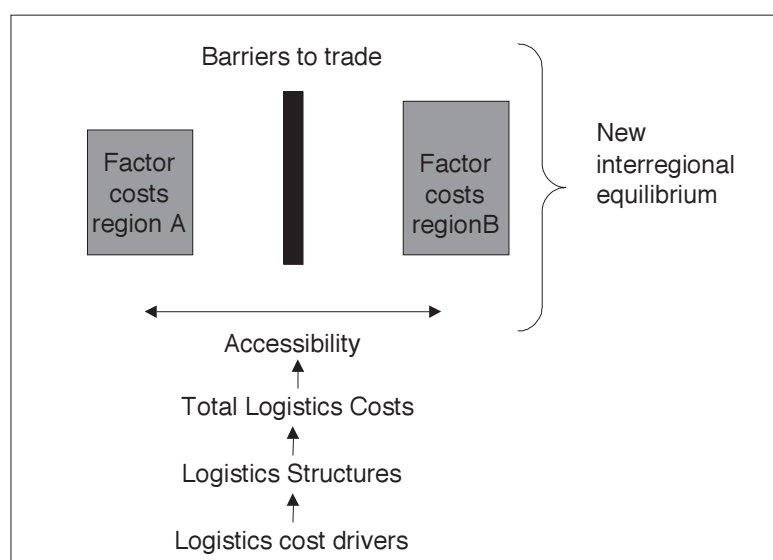 Barriers to trade
Factor
costs
region A
Factor
costs
regionB
New
interregional
equilibrium
Accessibility
Total Logistics Costs
Logistics Structures
Logistics cost drivers